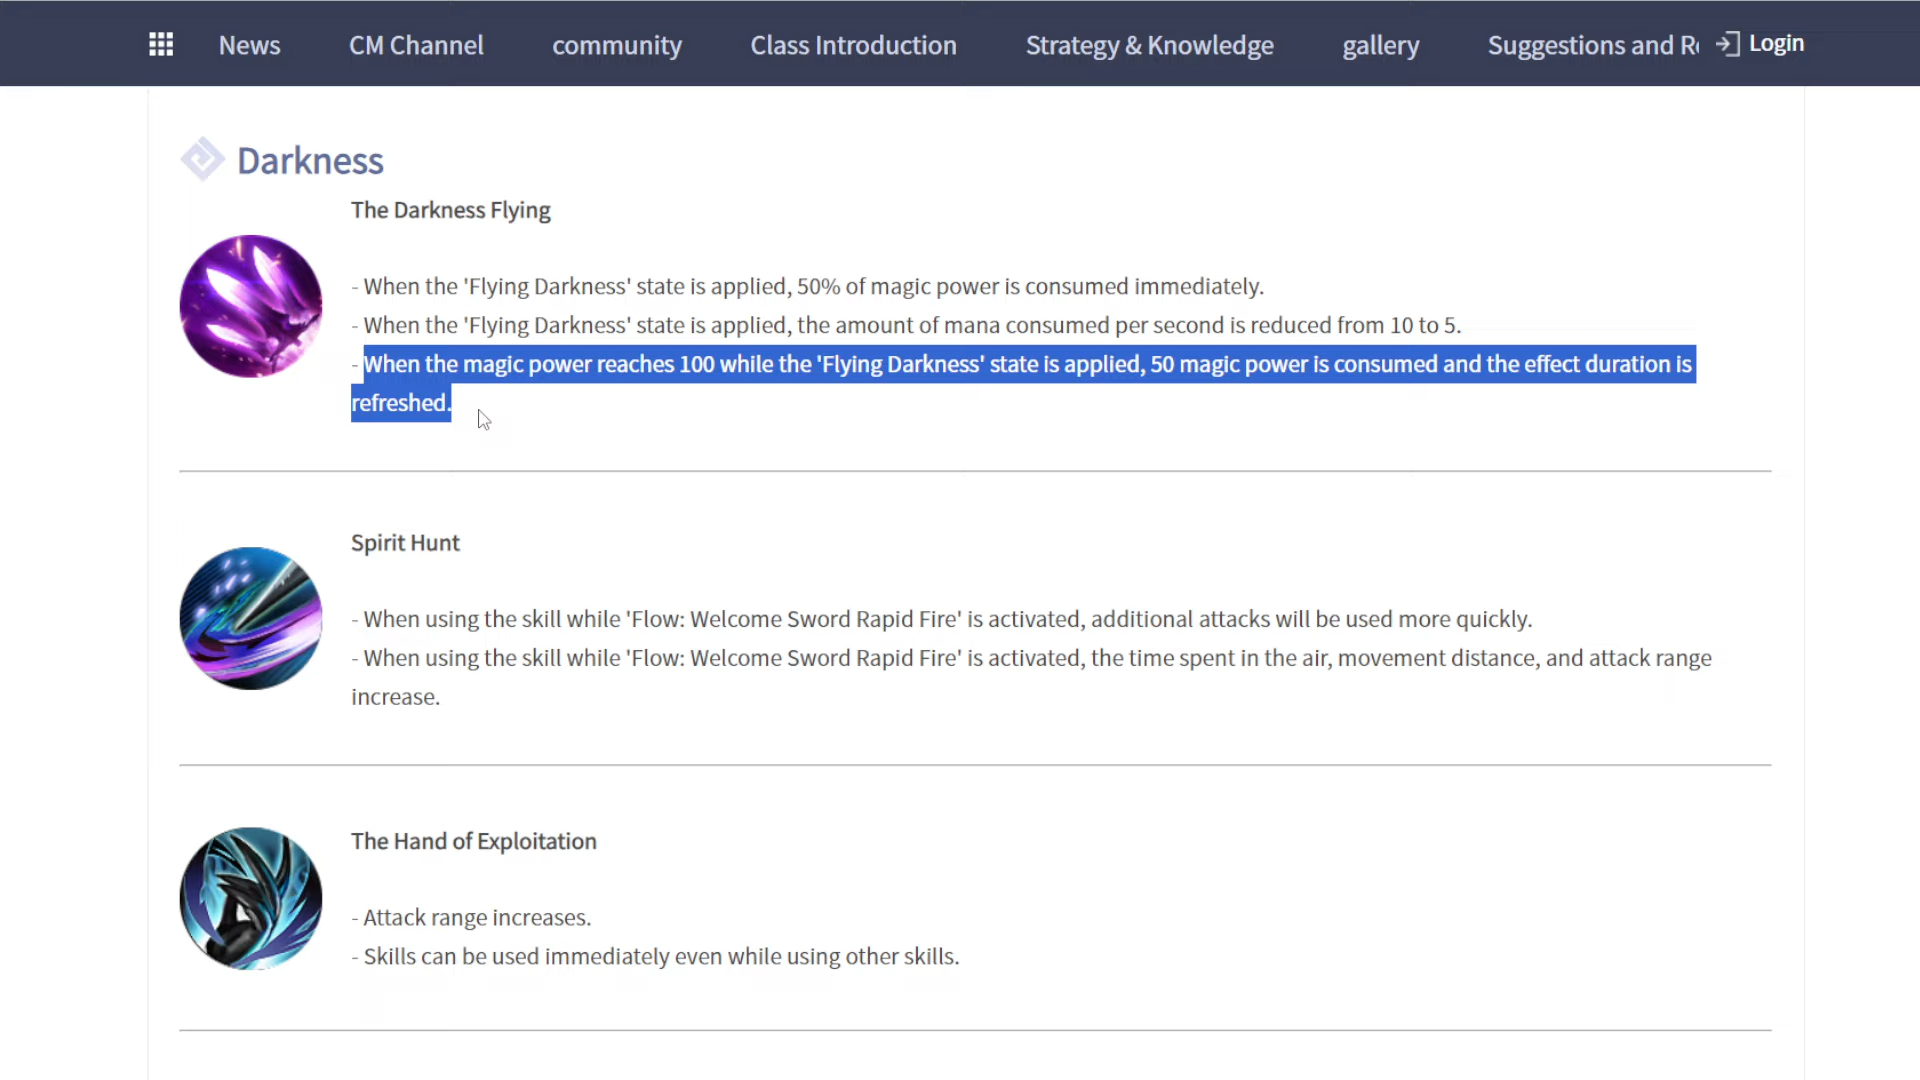 News CM Channel community Class Introduction Strategy & Knowledge gallery Suggestions and Login
Darkness
The Darkness Flying
- When the 'Flying Darkness' state is applied, 50% of magic power is consumed immediately.
- When the 'Flying Darkness' state is applied, the amount of mana consumed per second is reduced from 10 to 5.
- When the magic power reaches 100 while the 'Flying Darkness' state is applied, 50 magic power is consumed and the effect duration is
refreshed.
Spirit Hunt
- When using the skill while 'Flow: Welcome Sword Rapid Fire' is activated, additional attacks will be used more quickly.
- When using the skill while 'Flow: Welcome Sword Rapid Fire' is activated, the time spent in the air, movement distance, and attack range
increase.
The Hand of Exploitation
- Attack range increases.
- Skills can be used immediately even while using other skills.